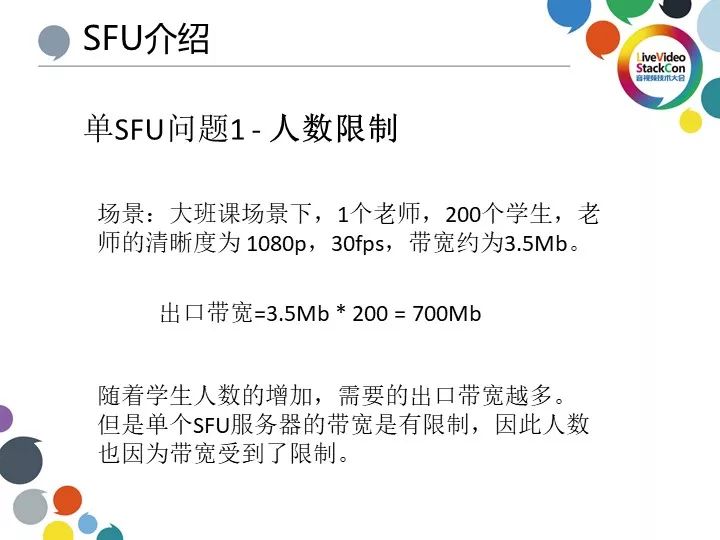 SFU介绍
LiveVideo
StackCon
音视频技术大会
单SFU问题1 - 人数限制
场景：大班课场景下，1个老师，200个学生，老
师的清晰度为 1080p，30fps，带宽约为3.5Mb。
出口带宽=3.5Mb * 200 = 700Mb
随着学生人数的增加，需要的出口带宽越多。
但是单个SFU服务器的带宽是有限制，因此人数
也因为带宽受到了限制。